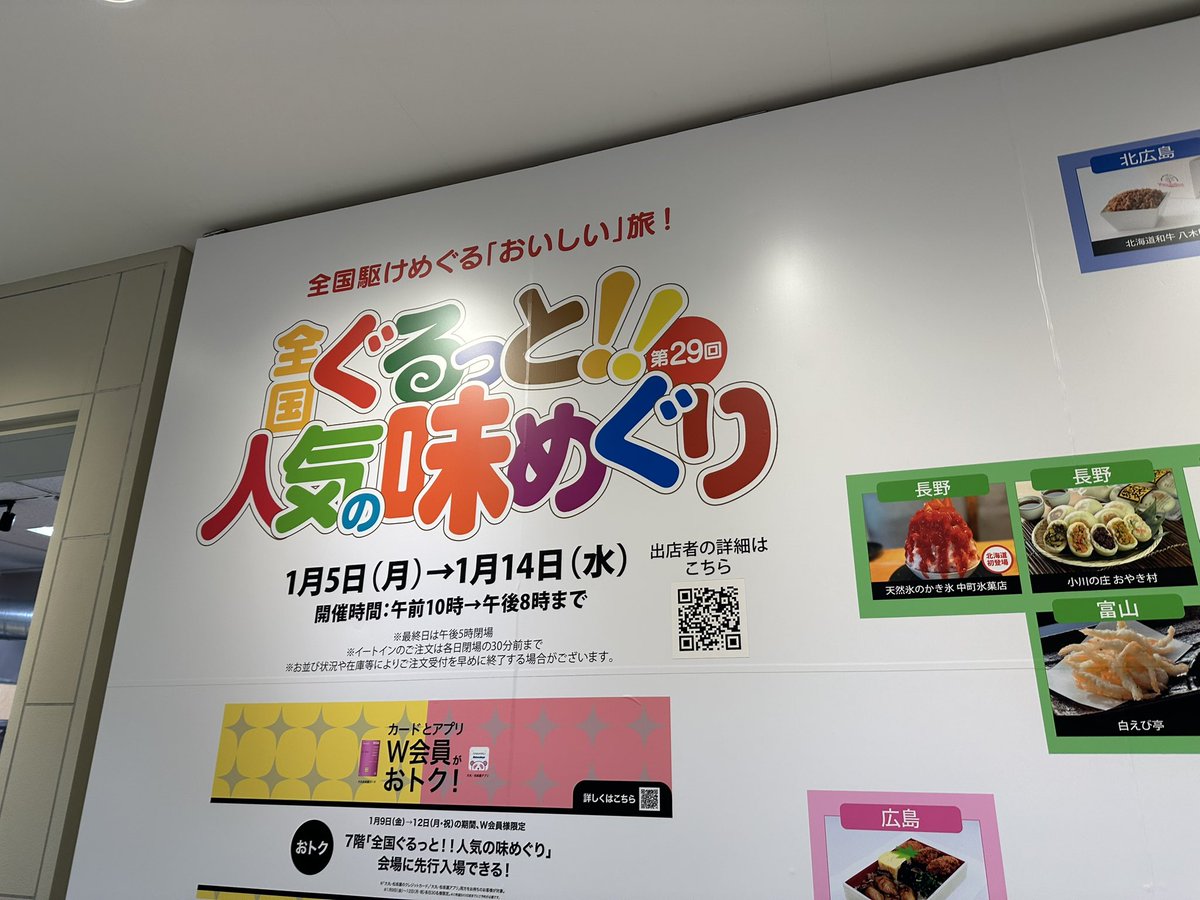 全国駆けめぐる「おいしい」旅！
全国ぐるっと!!
第29回
人気の味めぐり
1月5日（月）→1月14日（水）
開催時間：午前10時→午後8時まで
※最終日は午後5時閉場
※イートインのご注文は各日閉場の30分前まで
※お並び状況や在庫等によりご注文受付を早めに終了する場合がございます。
出店者の詳細は
こちら
カードとアプリ
W会員が
おトク！
詳しくはこちら
1月9日（金）→12日（月・祝）の期間、W会員様限定
おトク
7階「全国ぐるっと！！人気の味めぐり」
会場に先行入場できる！
北広島
北海道和牛 八木
長野
北海道
初登場
天然氷のかき氷 中町氷菓店
長野
小川の庄 おやき村
富山
白えび亭
広島